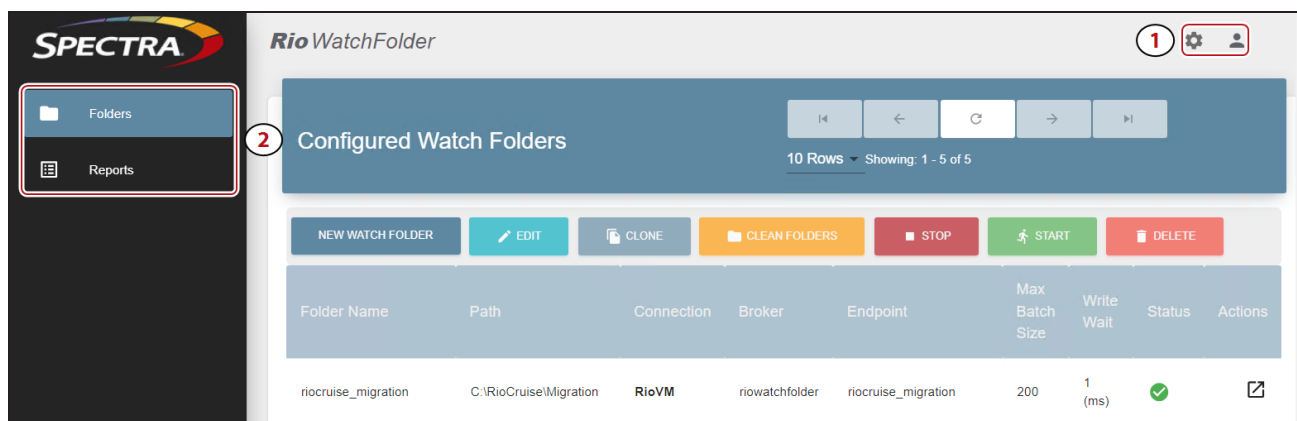 SPECTRA
Rio WatchFolder
1
Folders
Reports
2
Configured Watch Folders
10 Rows Showing: 1 - 5 of 5
NEW WATCH FOLDER EDIT CLONE CLEAN FOLDERS STOP START DELETE
Folder Name Path Connection Broker Endpoint Max Batch Size Write Wait Status Actions
riocruise_migration C:\RioCruise\Migration RioVM riowatchfolder riocruise_migration 200 1 (ms)